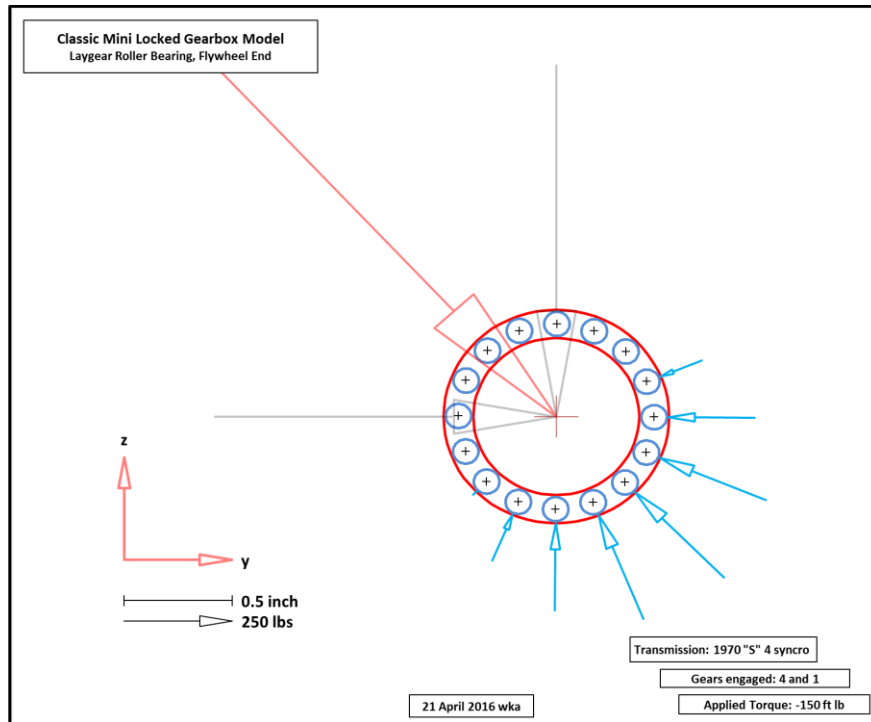 Classic Mini Locked Gearbox Model
Laygear Roller Bearing, Flywheel End
z
y
0.5 inch
250 lbs
Transmission: 1970 "S" 4 syncro
Gears engaged: 4 and 1
21 April 2016 wka
Applied Torque: -150 ft lb